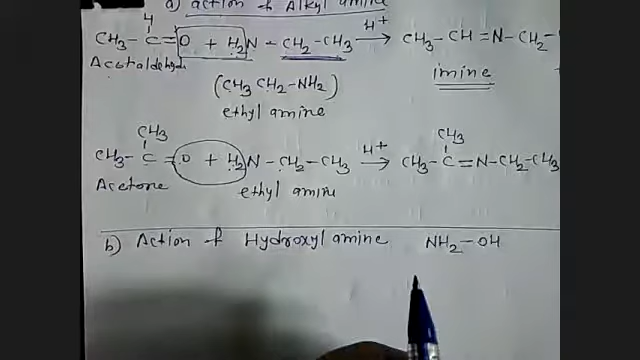 a) action of Alkyl amine
H
CH3 - C = O + H2N - CH2-CH3 H+ → CH3 - CH = N - CH2 -
Acetaldehyde imine
(CH3 CH2-NH2)
ethyl amine
CH3 CH3
CH3 - C = O + H2N - CH2 - CH3 H+ → CH3 - C = N - CH2 - CH3
Acetone ethyl amine
b) Action of Hydroxyl amine NH2 - OH